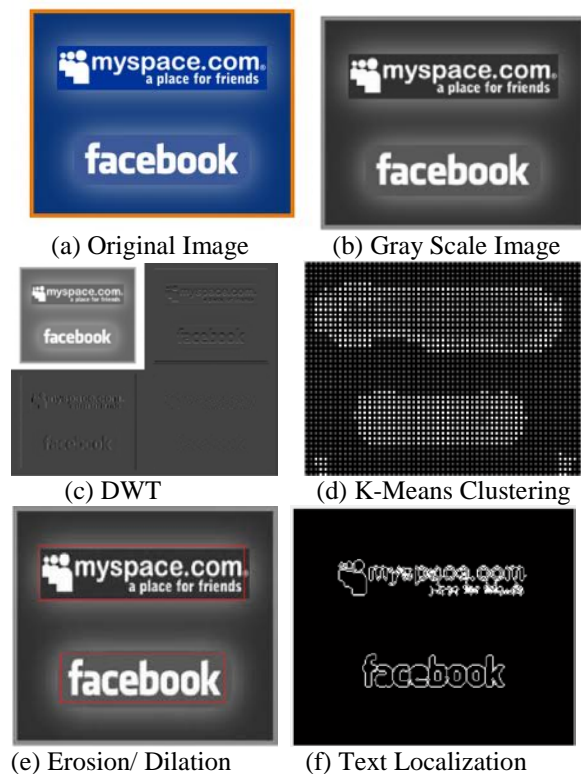 myspace.com®
a place for friends
facebook
myspace.com®
a place for friends
facebook
(a) Original Image
(b) Gray Scale Image
myspace.com
a place for friends
facebook
(c) DWT
(d) K-Means Clustering
myspace.com®
a place for friends
facebook
myspace.com
facebook
(e) Erosion/ Dilation
(f) Text Localization